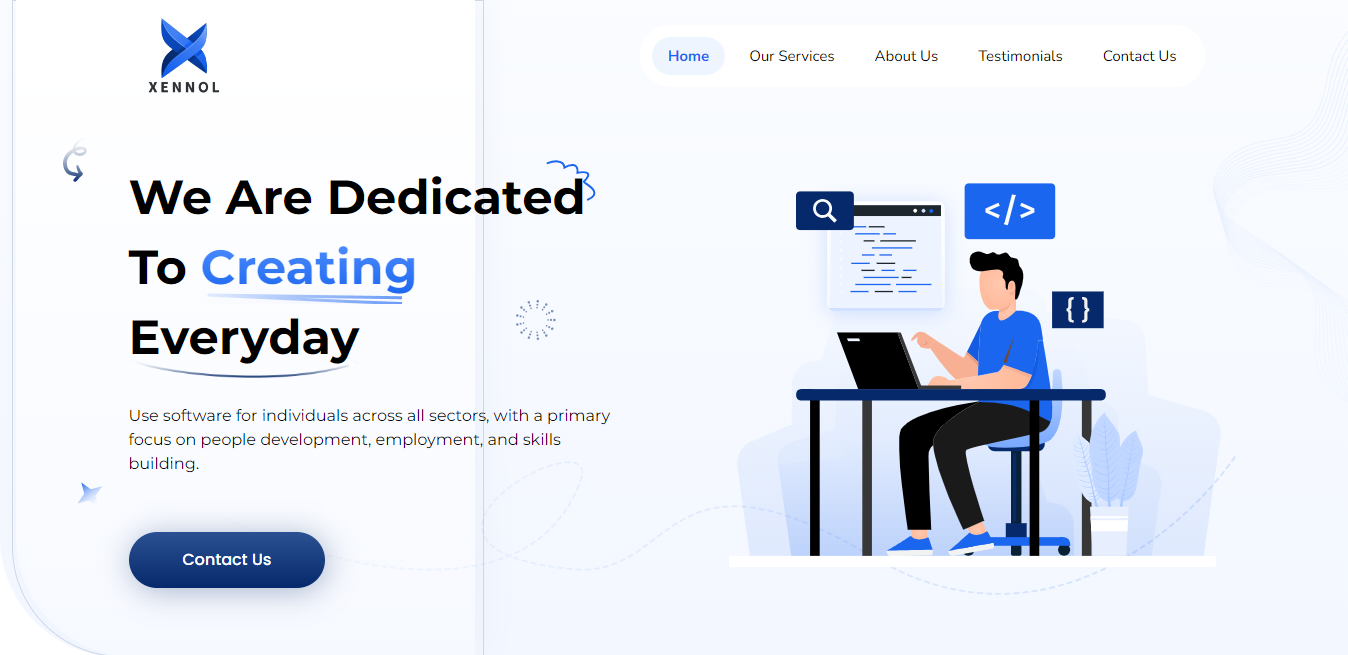 XENNOL
Home
Our Services
About Us
Testimonials
Contact Us
We Are Dedicated
To Creating
Everyday
Use software for individuals across all sectors, with a primary
focus on people development, employment, and skills
building.
Contact Us
</>
{ }